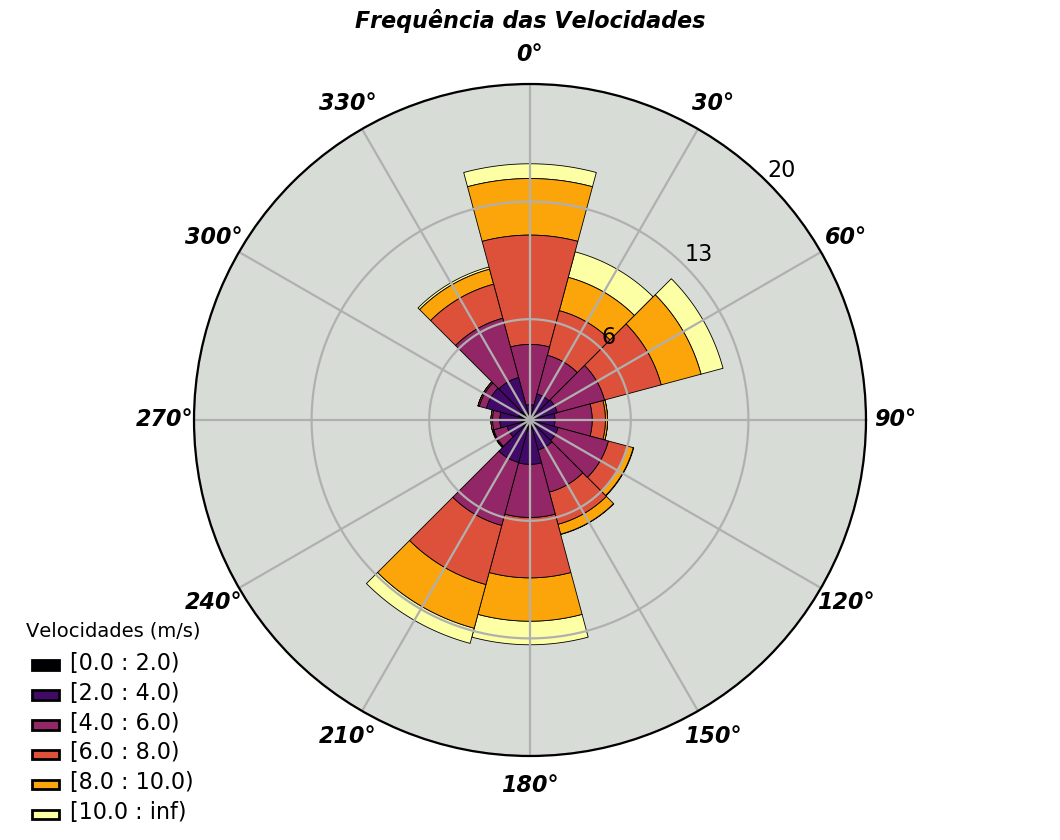 Frequência das Velocidades
0°
330°
30°
20
300°
60°
13
6
270°
90°
240°
120°
210°
150°
180°
Velocidades (m/s)
[0.0 : 2.0)
[2.0 : 4.0)
[4.0 : 6.0)
[6.0 : 8.0)
[8.0 : 10.0)
[10.0 : inf)